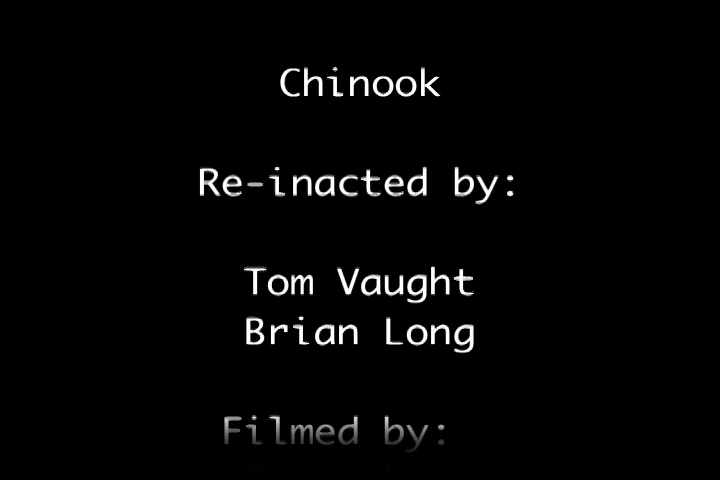 Chinook
Re-inacted by:
Tom Vaught
Brian Long
Filmed by: